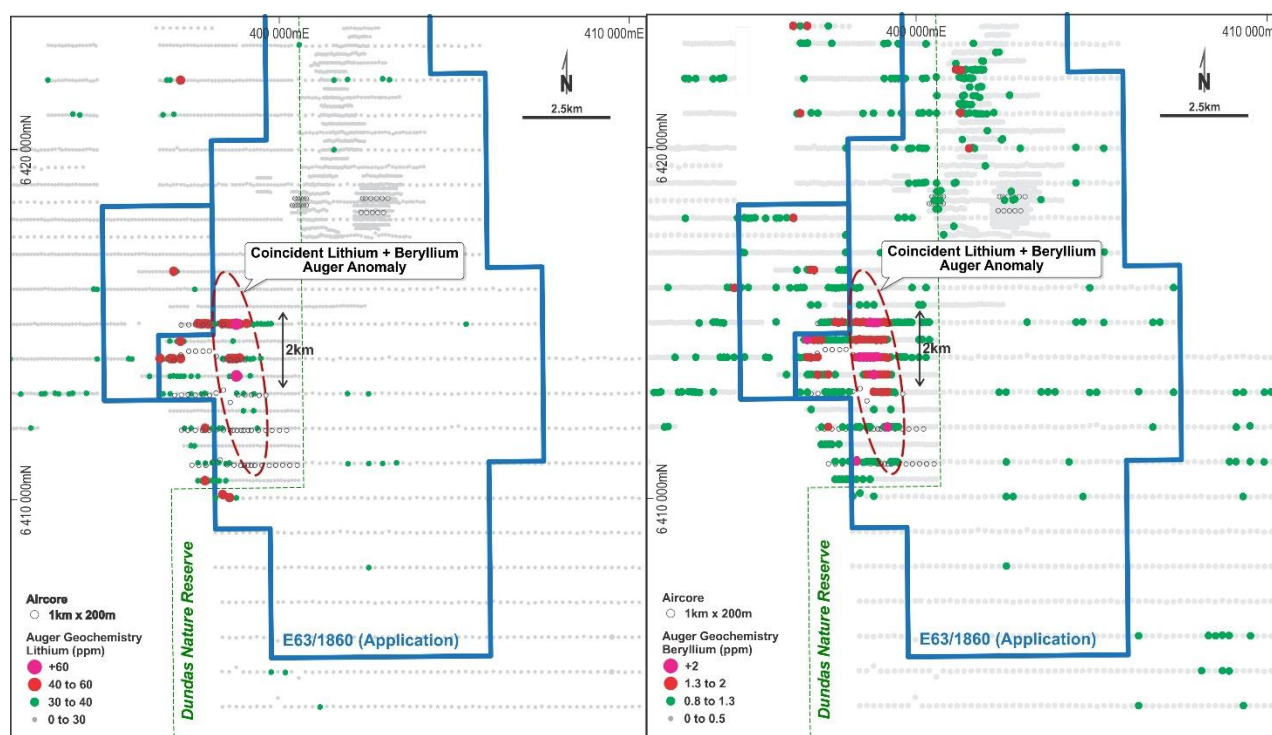 400 000mE
410 000mE
N
2.5km
6 420 000mN
Coincident Lithium + Beryllium
Auger Anomaly
2km
6 410 000mN
Dundas Nature Reserve
Aircore
1km x 200m
Auger Geochemistry
Lithium (ppm)
+60
40 to 60
30 to 40
0 to 30
E63/1860 (Application)
400 000mE
410 000mE
N
2.5km
6 420 000mN
Coincident Lithium + Beryllium
Auger Anomaly
2km
6 410 000mN
Dundas Nature Reserve
Aircore
1km x 200m
Auger Geochemistry
Beryllium (ppm)
+2
1.3 to 2
0.8 to 1.3
0 to 0.5
E63/1860 (Application)